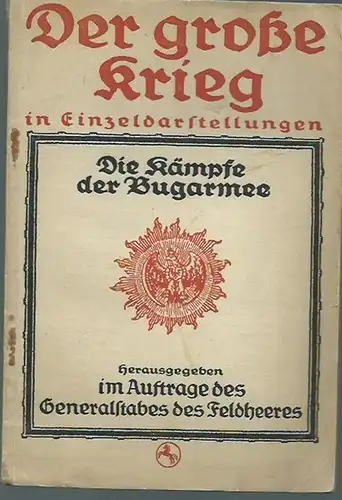 Der große
Krieg
in Einzeldarſtellungen
Die Kämpfe
der Bugarmee
Herausgegeben
im Auftrage des
Generalſtabes des Feldheeres